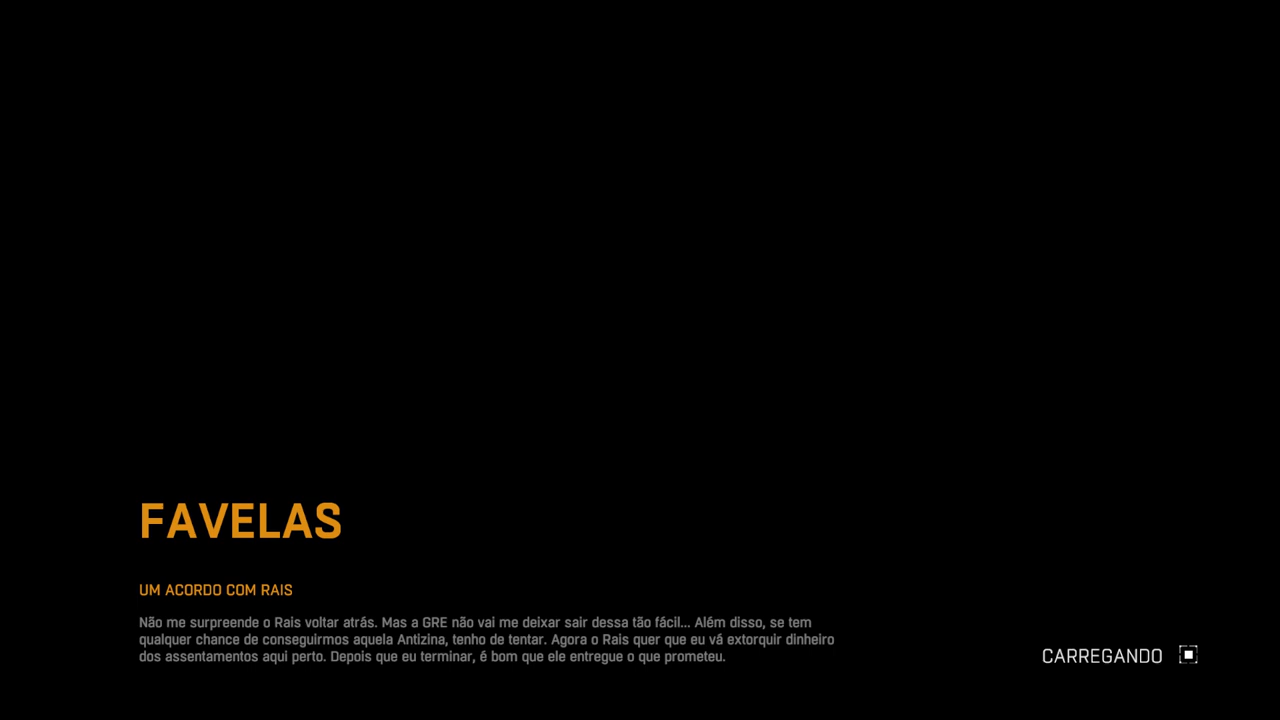 FAVELAS
UM ACORDO COM RAIS
Não me surpreende o Rais voltar atrás. Mas a GRE não vai me deixar sair dessa tão fácil... Além disso, se tem
qualquer chance de conseguirmos aquela Antizina, tenho de tentar. Agora o Rais quer que eu vá extorquir dinheiro
dos assentamentos aqui perto. Depois que eu terminar, é bom que ele entregue o que prometeu.
CARREGANDO